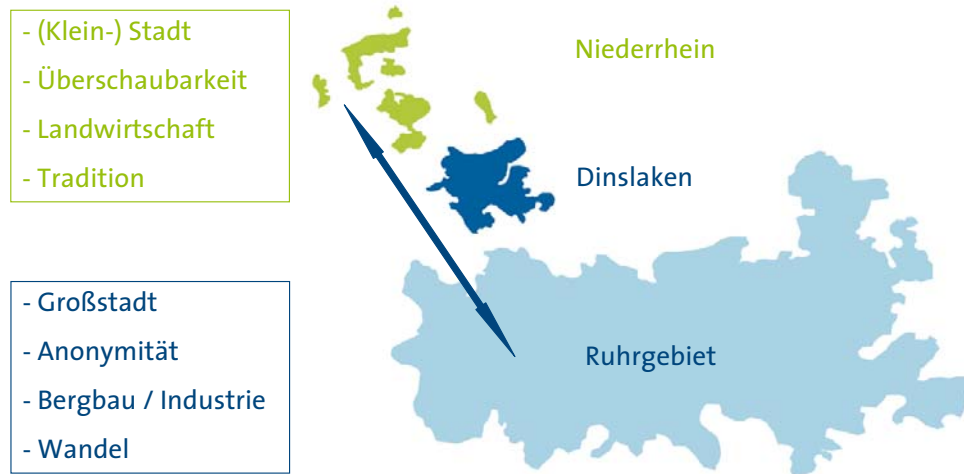 - (Klein-) Stadt
- Überschaubarkeit
- Landwirtschaft
- Tradition
Niederrhein
Dinslaken
- Großstadt
- Anonymität
- Bergbau / Industrie
- Wandel
Ruhrgebiet